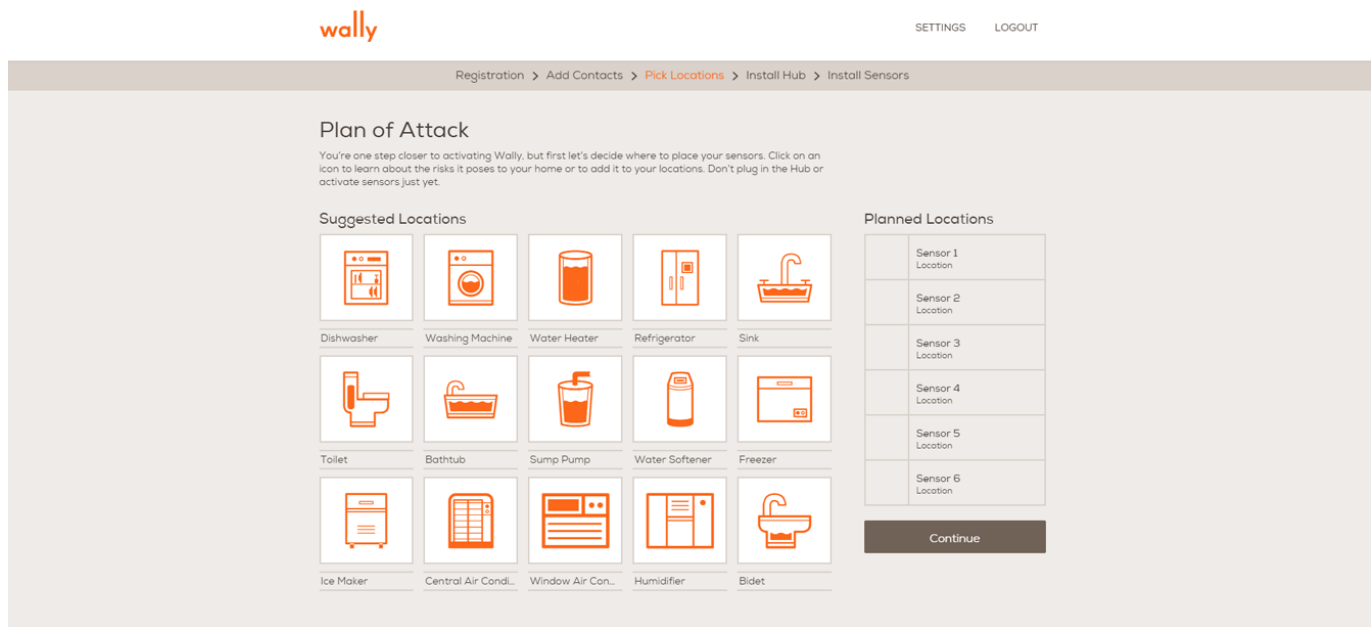 wally
SETTINGS LOGOUT
Registration > Add Contacts > Pick Locations > Install Hub > Install Sensors
Plan of Attack
You're one step closer to activating Wally, but first let's decide where to place your sensors. Click on an
icon to learn about the risks it poses to your home or to add it to your locations. Don't plug in the Hub or
activate sensors just yet.
Suggested Locations
Dishwasher Washing Machine Water Heater Refrigerator Sink
Toilet Bathtub Sump Pump Water Softener Freezer
Ice Maker Central Air Condi... Window Air Con... Humidifier Bidet
Planned Locations
Sensor 1
Location
Sensor 2
Location
Sensor 3
Location
Sensor 4
Location
Sensor 5
Location
Sensor 6
Location
Continue